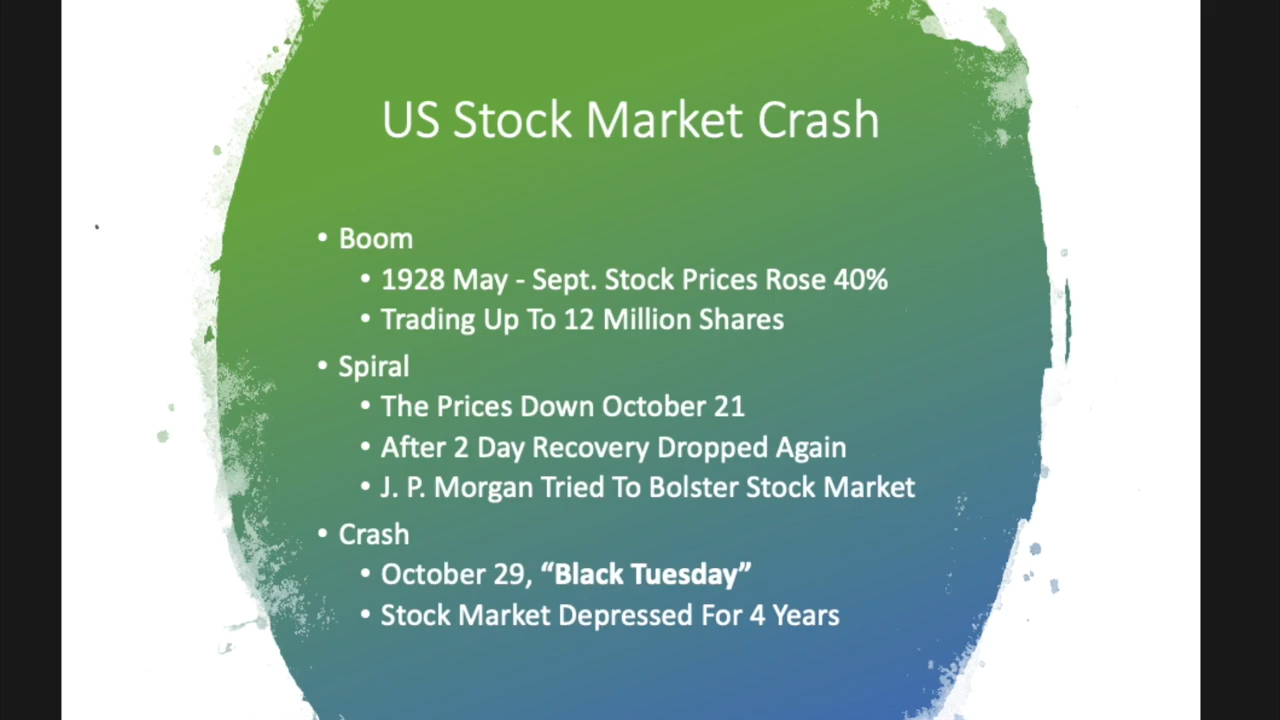 US Stock Market Crash
• Boom
• 1928 May - Sept. Stock Prices Rose 40%
• Trading Up To 12 Million Shares
• Spiral
• The Prices Down October 21
• After 2 Day Recovery Dropped Again
• J. P. Morgan Tried To Bolster Stock Market
• Crash
• October 29, “Black Tuesday”
• Stock Market Depressed For 4 Years